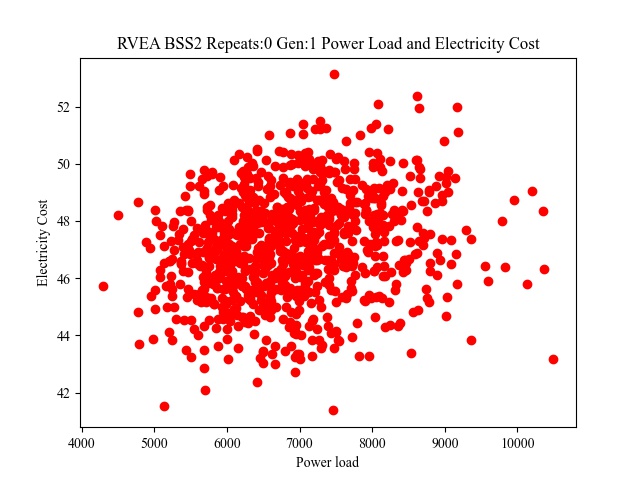 RVEA BSS2 Repeats:0 Gen:1 Power Load and Electricity Cost
52
50
48
46
44
42
Electricity Cost
4000 5000 6000 7000 8000 9000 10000
Power load